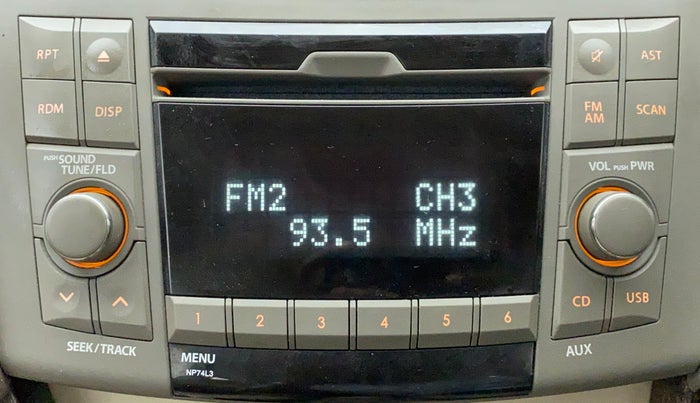 RPT
RDM
DISP
PUSH SOUND
TUNE/FLD
SEEK/TRACK
FM2 CH3
93.5 MHz
1 2 3 4 5 6
MENU
NP74L3
AST
FM
AM
SCAN
VOL PUSH PWR
CD
USB
AUX